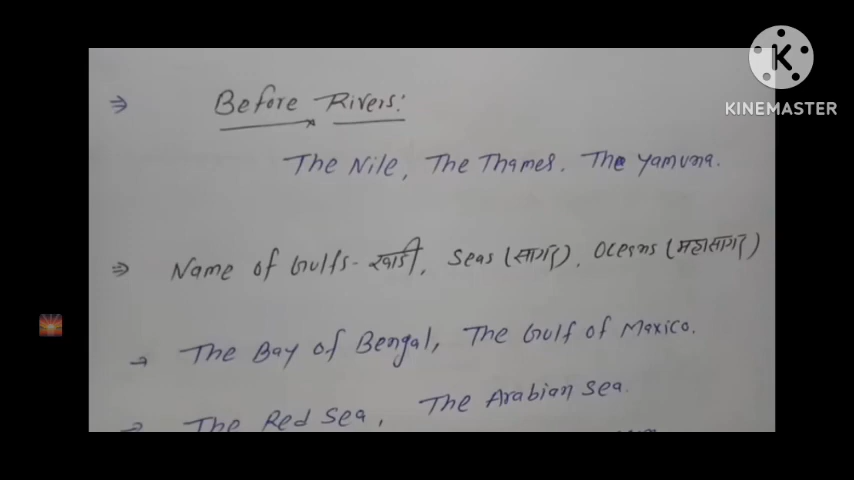 ⇒ Before Rivers:
The Nile, The Thames. The Yamuna.
⇒ Name of Gulfs - खाडी, Seas (सागर), Oceans (महासागर)
→ The Bay of Bengal, The Gulf of Maxico.
→ The Red Sea, The Arabian Sea.
KINEMASTER